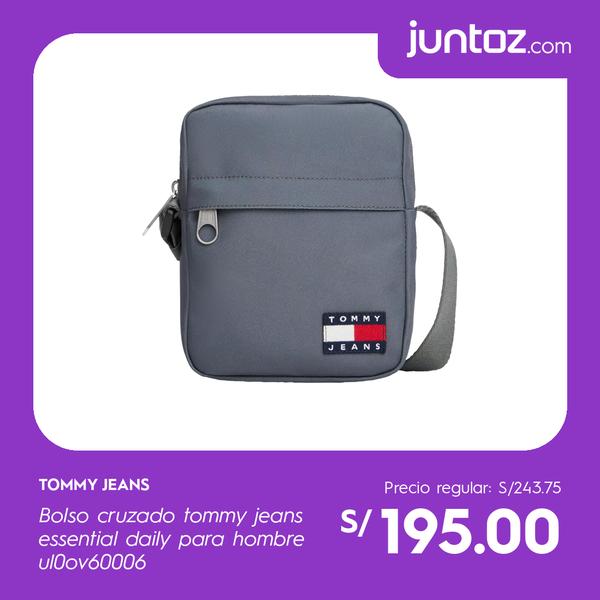 juntoz.com
TOMMY
JEANS
TOMMY JEANS
Bolso cruzado tommy jeans
essential daily para hombre
ul0ov60006
Precio regular: S/243.75
S/195.00